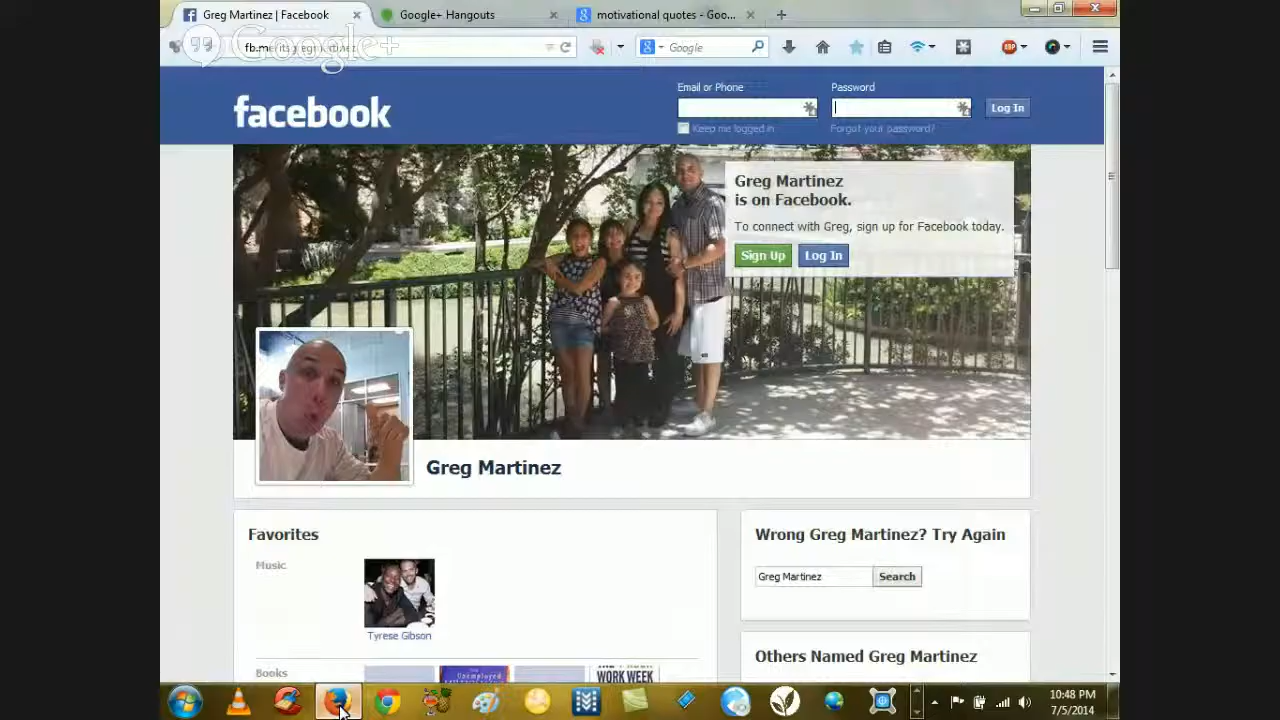 Greg Martinez | Facebook
Google+ Hangouts
motivational quotes - Goo...
Google+
Google
ABP
facebook
Email or Phone
Password
Log In
Keep me logged in
Forgot your password?
Greg Martinez
is on Facebook.
To connect with Greg, sign up for Facebook today.
Sign Up
Log In
Greg Martinez
Favorites
Wrong Greg Martinez? Try Again
Music
Greg Martinez
Search
Tyrese Gibson
Others Named Greg Martinez
Books
Unemployed
WORK WEEK
10:48 PM
7/5/2014